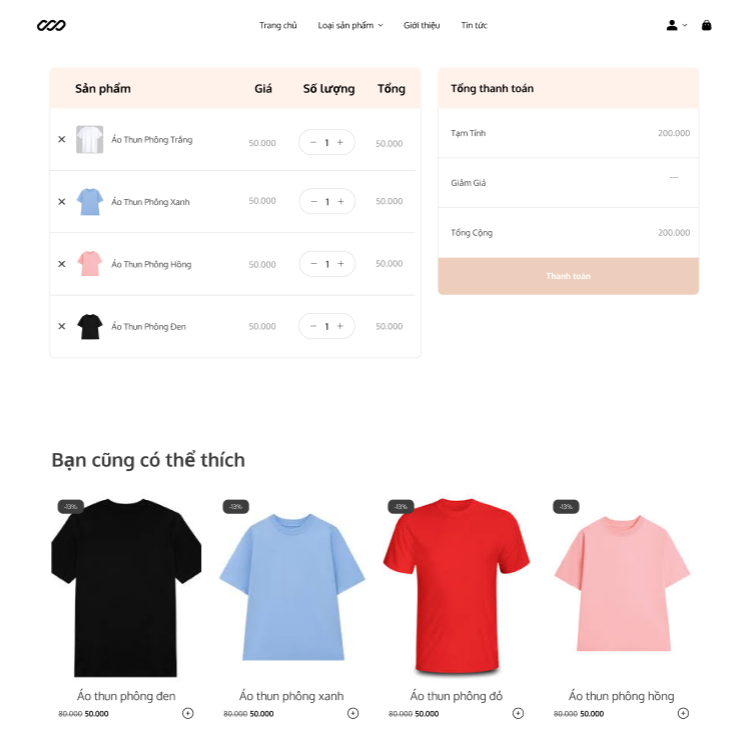 Trang chủ Loại sản phẩm Giới thiệu Tin tức
Sản phẩm Giá Số lượng Tổng
Áo Thun Phông Trắng 50.000 − 1 + 50.000
Áo Thun Phông Xanh 50.000 − 1 + 50.000
Áo Thun Phông Hồng 50.000 − 1 + 50.000
Áo Thun Phông Đen 50.000 − 1 + 50.000
Tổng thanh toán
Tạm Tính 200.000
Giảm Giá —
Tổng Cộng 200.000
Thanh toán
Bạn cũng có thể thích
-13% -13% -13% -13%
Áo thun phông đen Áo thun phông xanh Áo thun phông đỏ Áo thun phông hồng
80.000 50.000 80.000 50.000 80.000 50.000 80.000 50.000